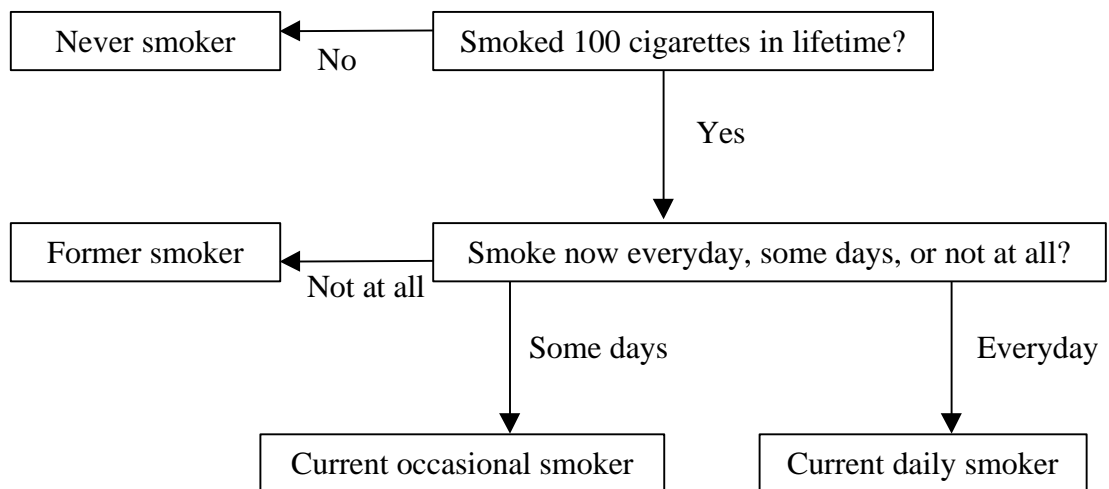 Never smoker
Smoked 100 cigarettes in lifetime?
No
Yes
Former smoker
Smoke now everyday, some days, or not at all?
Not at all
Some days
Everyday
Current occasional smoker
Current daily smoker